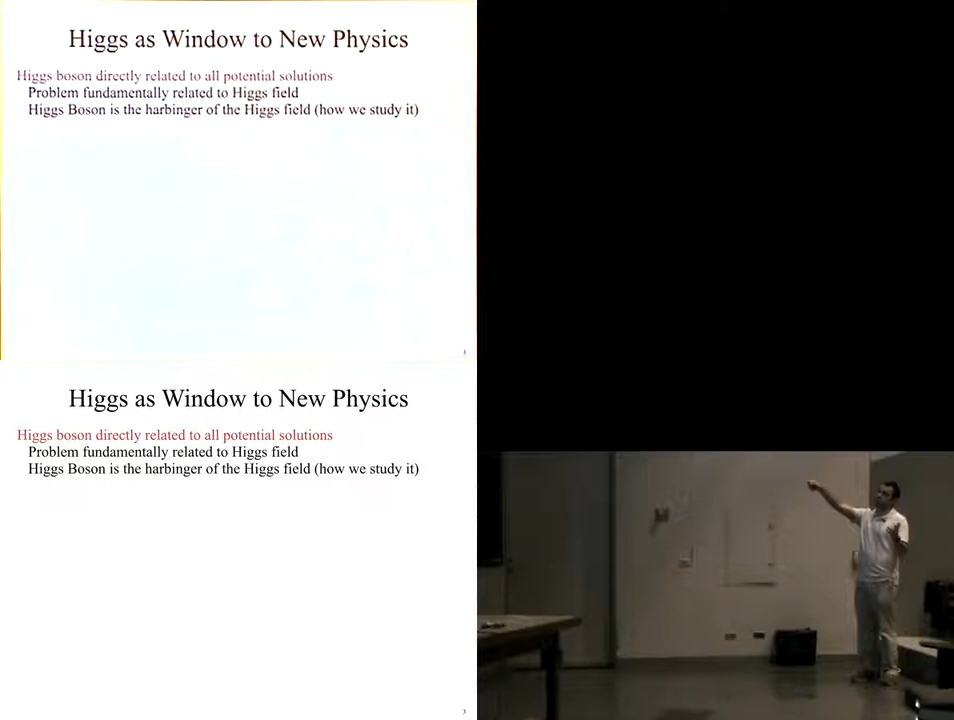 Higgs as Window to New Physics
Higgs boson directly related to all potential solutions
Problem fundamentally related to Higgs field
Higgs Boson is the harbinger of the Higgs field (how we study it)
3
Higgs as Window to New Physics
Higgs boson directly related to all potential solutions
Problem fundamentally related to Higgs field
Higgs Boson is the harbinger of the Higgs field (how we study it)
3